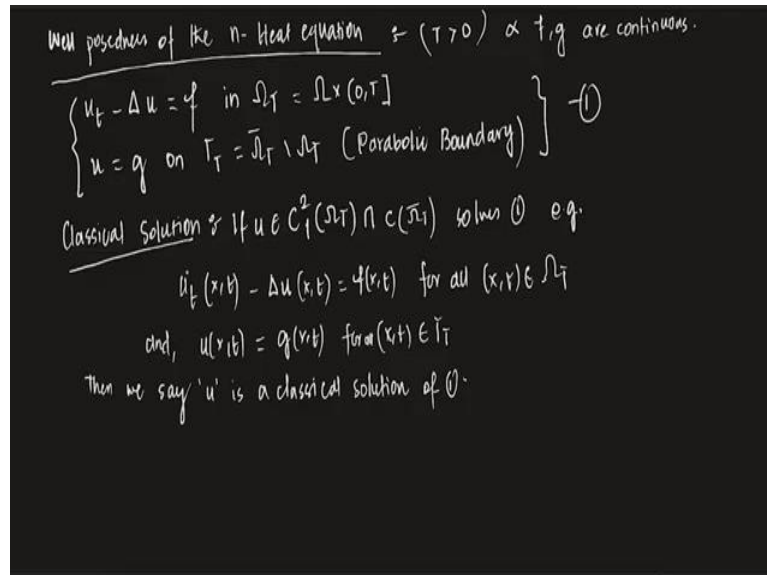 Well posedness of the n-Heat equation :- (T>0) & f,g are continuous.
{ u_t - Δu = f in Ω_T = Ω×(0,T]
u = g on Γ_T = Ω̄_T \ Ω_T (Parabolic Boundary) } -①
Classical Solution :- If u ∈ C²₁(Ω_T) ∩ C(Ω̄_T) solves ① e.g.
u_t(x,t) - Δu(x,t) = f(x,t) for all (x,t) ∈ Ω_T
and, u(x,t) = g(x,t) for all (x,t) ∈ Γ_T
Then we say 'u' is a classical solution of ①.